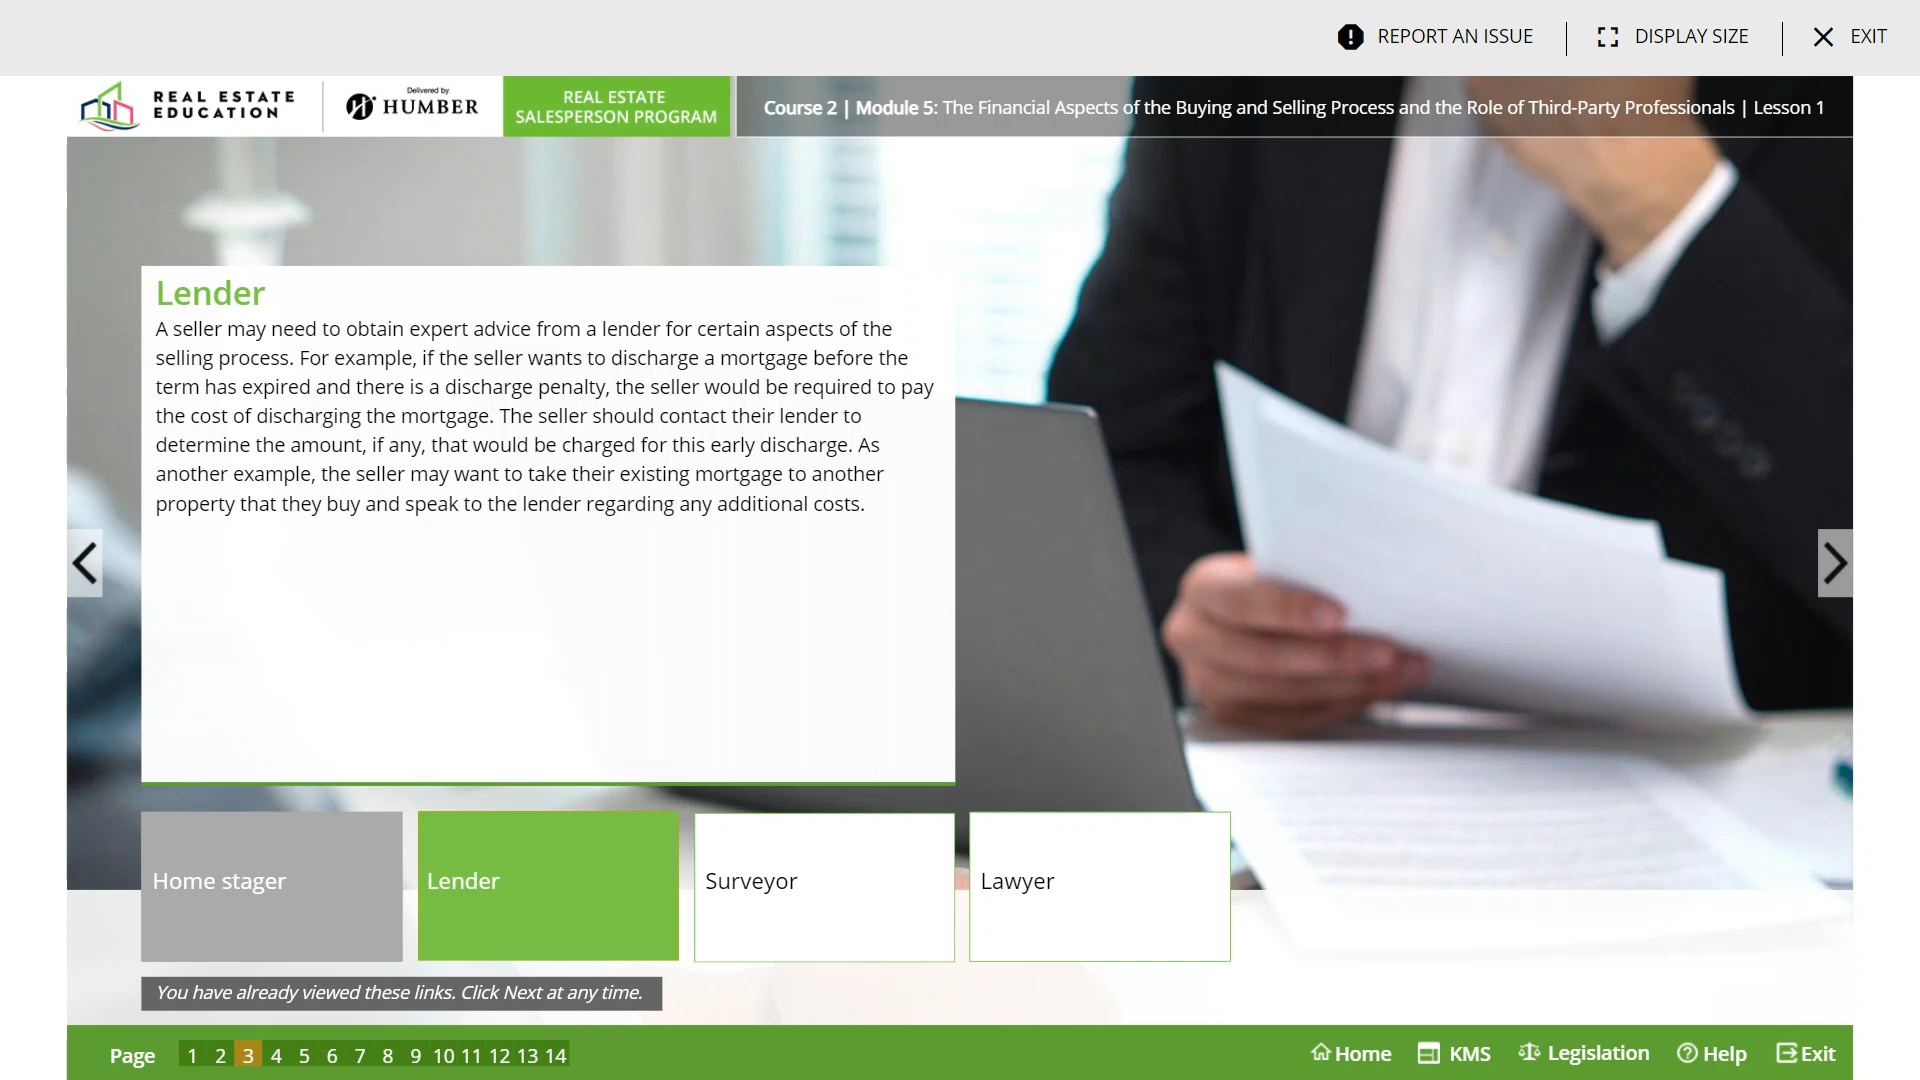 REPORT AN ISSUE
DISPLAY SIZE
EXIT
REAL ESTATE
EDUCATION
Delivered by
HUMBER
REAL ESTATE
SALESPERSON PROGRAM
Course 2 | Module 5: The Financial Aspects of the Buying and Selling Process and the Role of Third-Party Professionals | Lesson 1
Lender
A seller may need to obtain expert advice from a lender for certain aspects of the
selling process. For example, if the seller wants to discharge a mortgage before the
term has expired and there is a discharge penalty, the seller would be required to pay
the cost of discharging the mortgage. The seller should contact their lender to
determine the amount, if any, that would be charged for this early discharge. As
another example, the seller may want to take their existing mortgage to another
property that they buy and speak to the lender regarding any additional costs.
Home stager
Lender
Surveyor
Lawyer
You have already viewed these links. Click Next at any time.
Page 1 2 3 4 5 6 7 8 9 10 11 12 13 14
Home
KMS
Legislation
Help
Exit